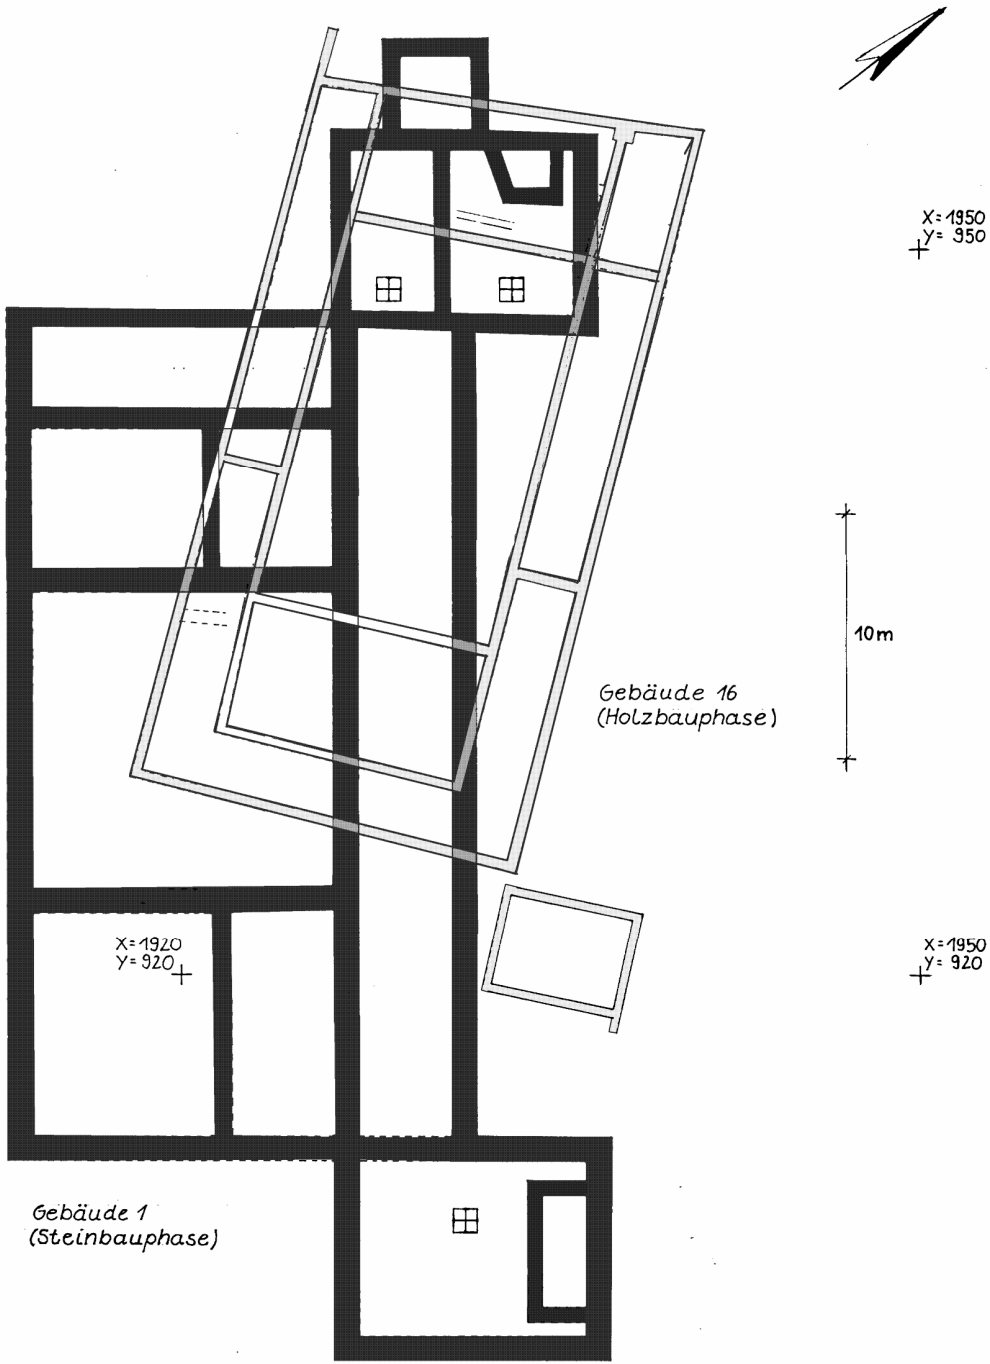 X=1950
Y=950
10m
Gebäude 16
(Holzbauphase)
X=1920
Y=920
X=1950
Y=920
Gebäude 1
(Steinbauphase)